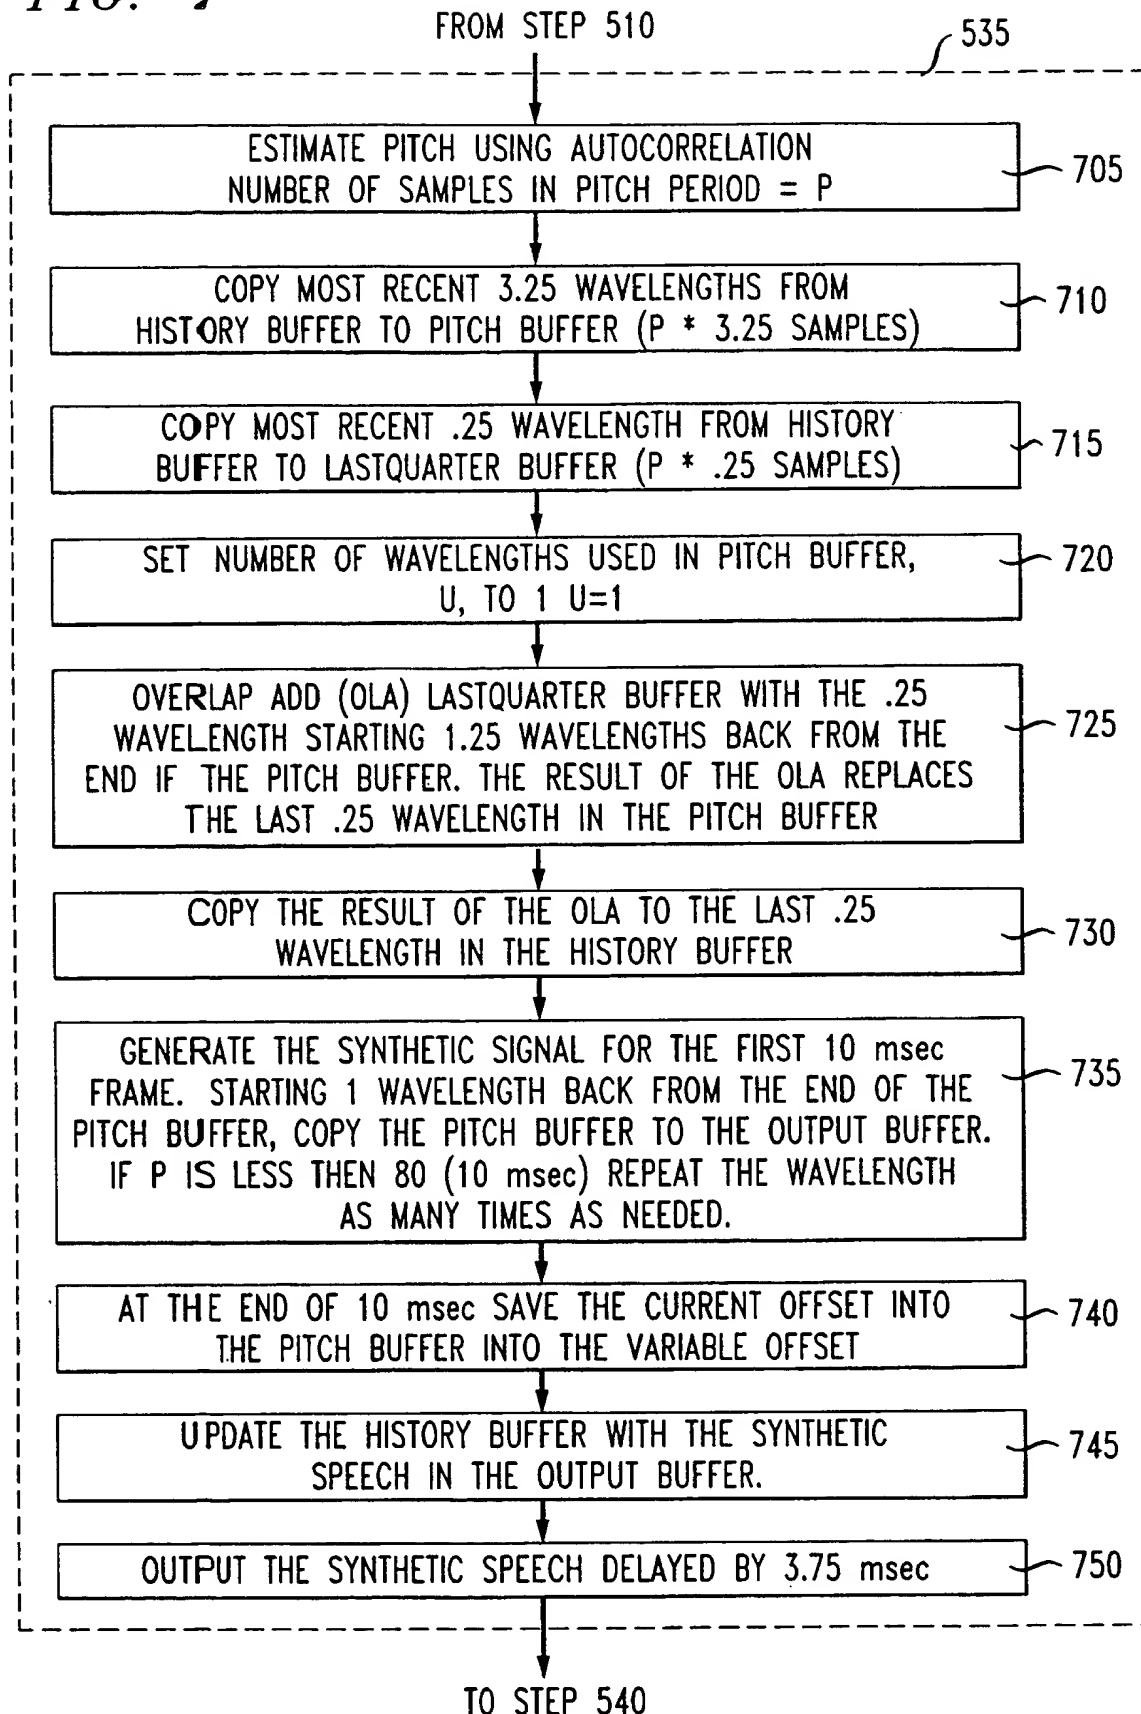 FIG. 7
FROM STEP 510
535
ESTIMATE PITCH USING AUTOCORRELATION
NUMBER OF SAMPLES IN PITCH PERIOD = P
705
COPY MOST RECENT 3.25 WAVELENGTHS FROM
HISTORY BUFFER TO PITCH BUFFER (P * 3.25 SAMPLES)
710
COPY MOST RECENT .25 WAVELENGTH FROM HISTORY
BUFFER TO LASTQUARTER BUFFER (P * .25 SAMPLES)
715
SET NUMBER OF WAVELENGTHS USED IN PITCH BUFFER,
U, TO 1 U=1
720
OVERLAP ADD (OLA) LASTQUARTER BUFFER WITH THE .25
WAVELENGTH STARTING 1.25 WAVELENGTHS BACK FROM THE
END IF THE PITCH BUFFER. THE RESULT OF THE OLA REPLACES
THE LAST .25 WAVELENGTH IN THE PITCH BUFFER
725
COPY THE RESULT OF THE OLA TO THE LAST .25
WAVELENGTH IN THE HISTORY BUFFER
730
GENERATE THE SYNTHETIC SIGNAL FOR THE FIRST 10 msec
FRAME. STARTING 1 WAVELENGTH BACK FROM THE END OF THE
PITCH BUFFER, COPY THE PITCH BUFFER TO THE OUTPUT BUFFER.
IF P IS LESS THEN 80 (10 msec) REPEAT THE WAVELENGTH
AS MANY TIMES AS NEEDED.
735
AT THE END OF 10 msec SAVE THE CURRENT OFFSET INTO
THE PITCH BUFFER INTO THE VARIABLE OFFSET
740
UPDATE THE HISTORY BUFFER WITH THE SYNTHETIC
SPEECH IN THE OUTPUT BUFFER.
745
OUTPUT THE SYNTHETIC SPEECH DELAYED BY 3.75 msec
750
TO STEP 540